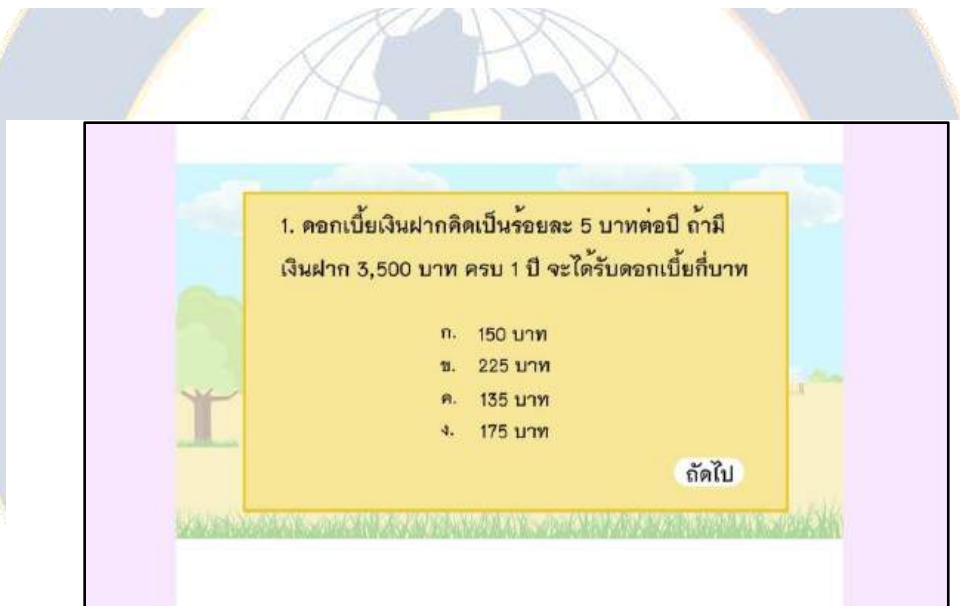 1. ดอกเบี้ยเงินฝากคิดเป็นร้อยละ 5 บาทต่อปี ถ้ามี
เงินฝาก 3,500 บาท ครบ 1 ปี จะได้รับดอกเบี้ยกี่บาท
ก. 150 บาท
ข. 225 บาท
ค. 135 บาท
ง. 175 บาท
ถัดไป